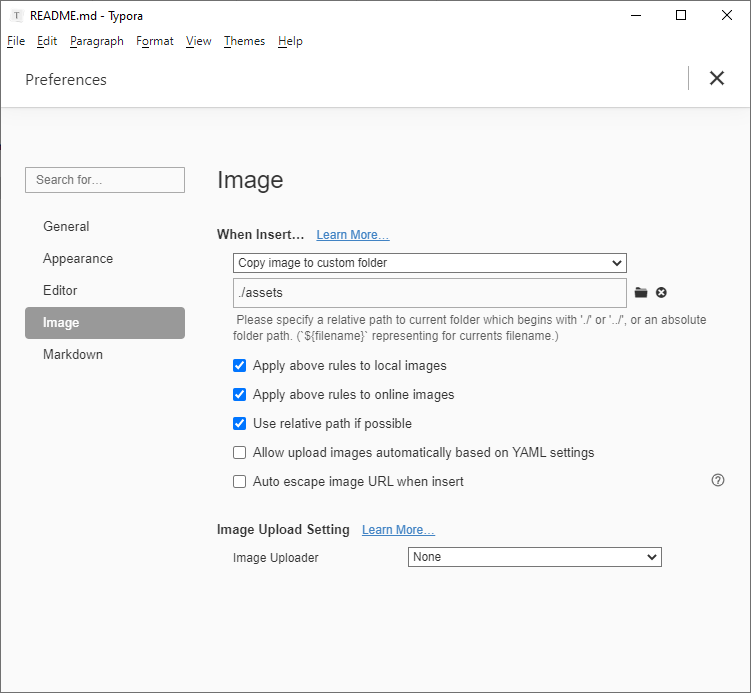 README.md - Typora
File Edit Paragraph Format View Themes Help
Preferences
Search for...
General
Appearance
Editor
Image
Markdown
Image
When Insert... Learn More...
Copy image to custom folder
./assets
Please specify a relative path to current folder which begins with './' or '../', or an absolute
folder path. (`${filename}` representing for currents filename.)
Apply above rules to local images
Apply above rules to online images
Use relative path if possible
Allow upload images automatically based on YAML settings
Auto escape image URL when insert
Image Upload Setting Learn More...
Image Uploader None